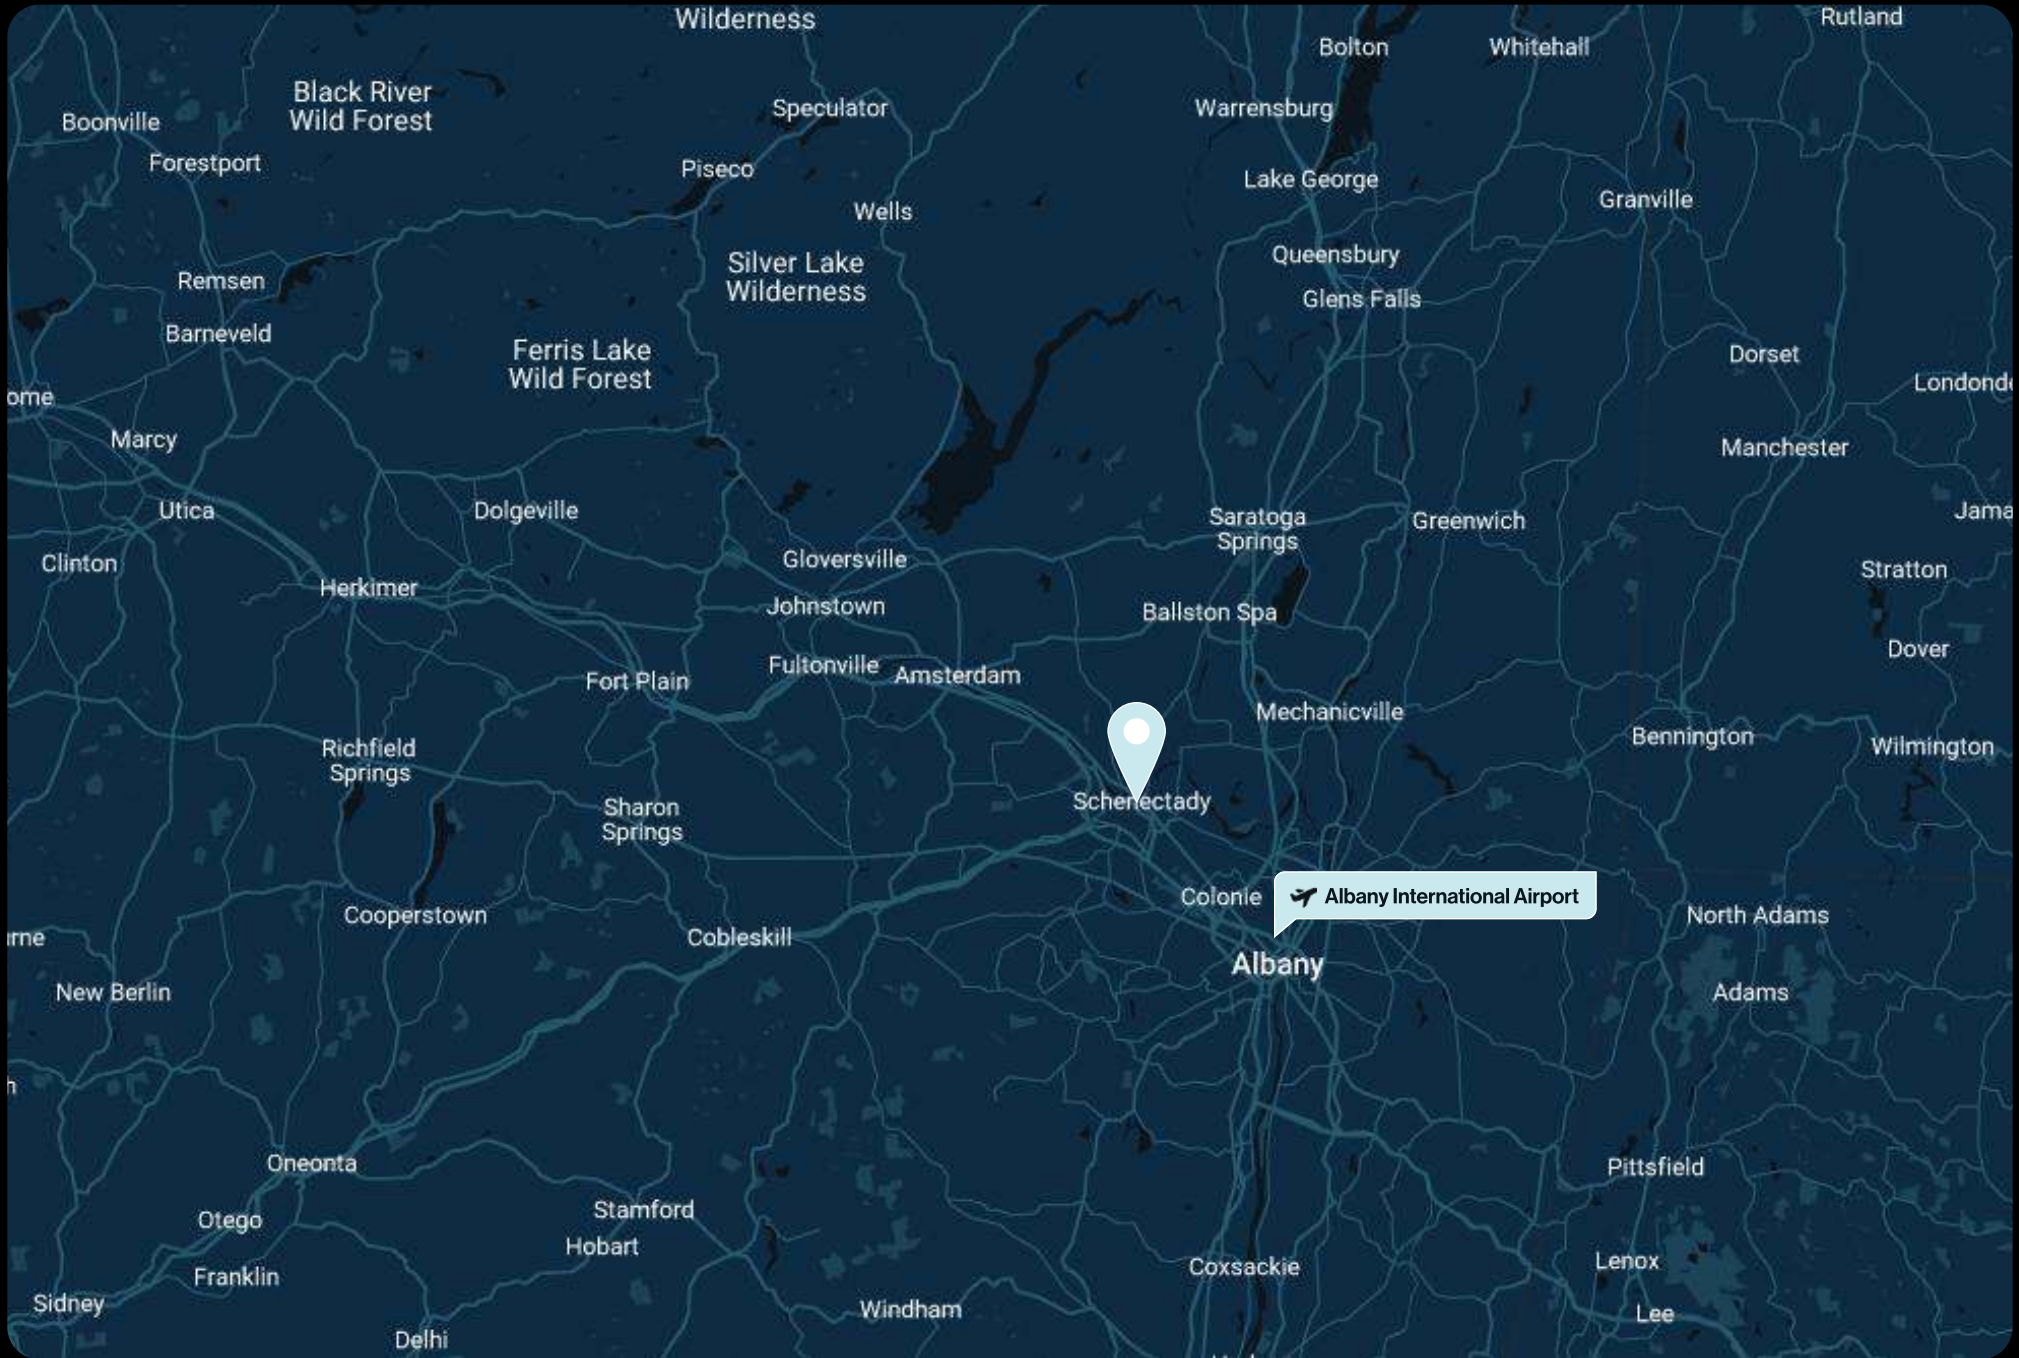 Wilderness
Rutland
Bolton
Whitehall
Black River
Wild Forest
Speculator
Warrensburg
Boonville
Forestport
Piseco
Lake George
Granville
Wells
Queensbury
Silver Lake
Wilderness
Remsen
Glens Falls
Barneveld
Ferris Lake
Wild Forest
Dorset
Londond
ome
Marcy
Manchester
Utica
Dolgeville
Saratoga
Springs
Greenwich
Jama
Clinton
Gloversville
Stratton
Herkimer
Johnstown
Ballston Spa
Dover
Fort Plain
Fultonville
Amsterdam
Mechanicville
Bennington
Wilmington
Richfield
Springs
Schenectady
Sharon
Springs
Colonie
Albany International Airport
Cooperstown
North Adams
urne
Cobleskill
Albany
New Berlin
Adams
h
Oneonta
Pittsfield
Stamford
Otego
Hobart
Lenox
Coxsackie
Franklin
Sidney
Windham
Lee
Delhi